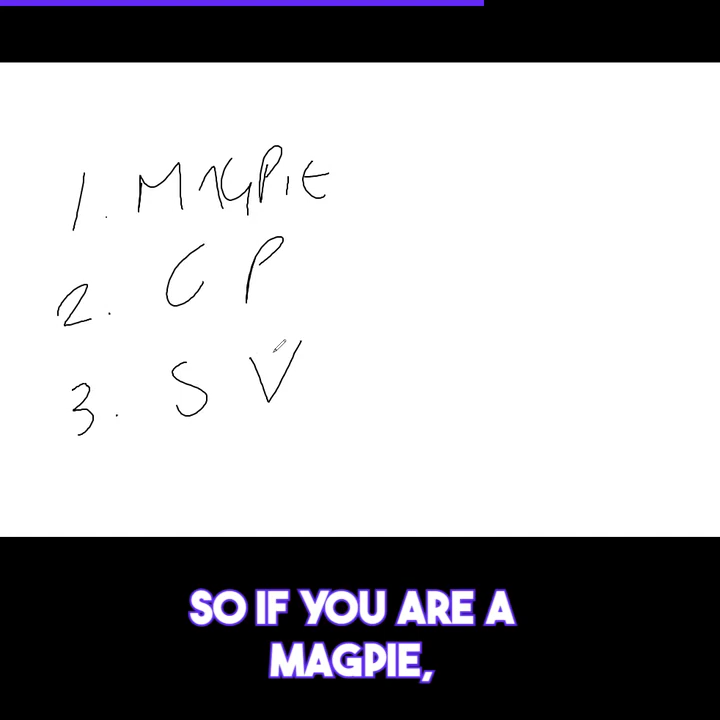 1. MAGPIE
2. C P
3. S V
SO IF YOU ARE A
MAGPIE,